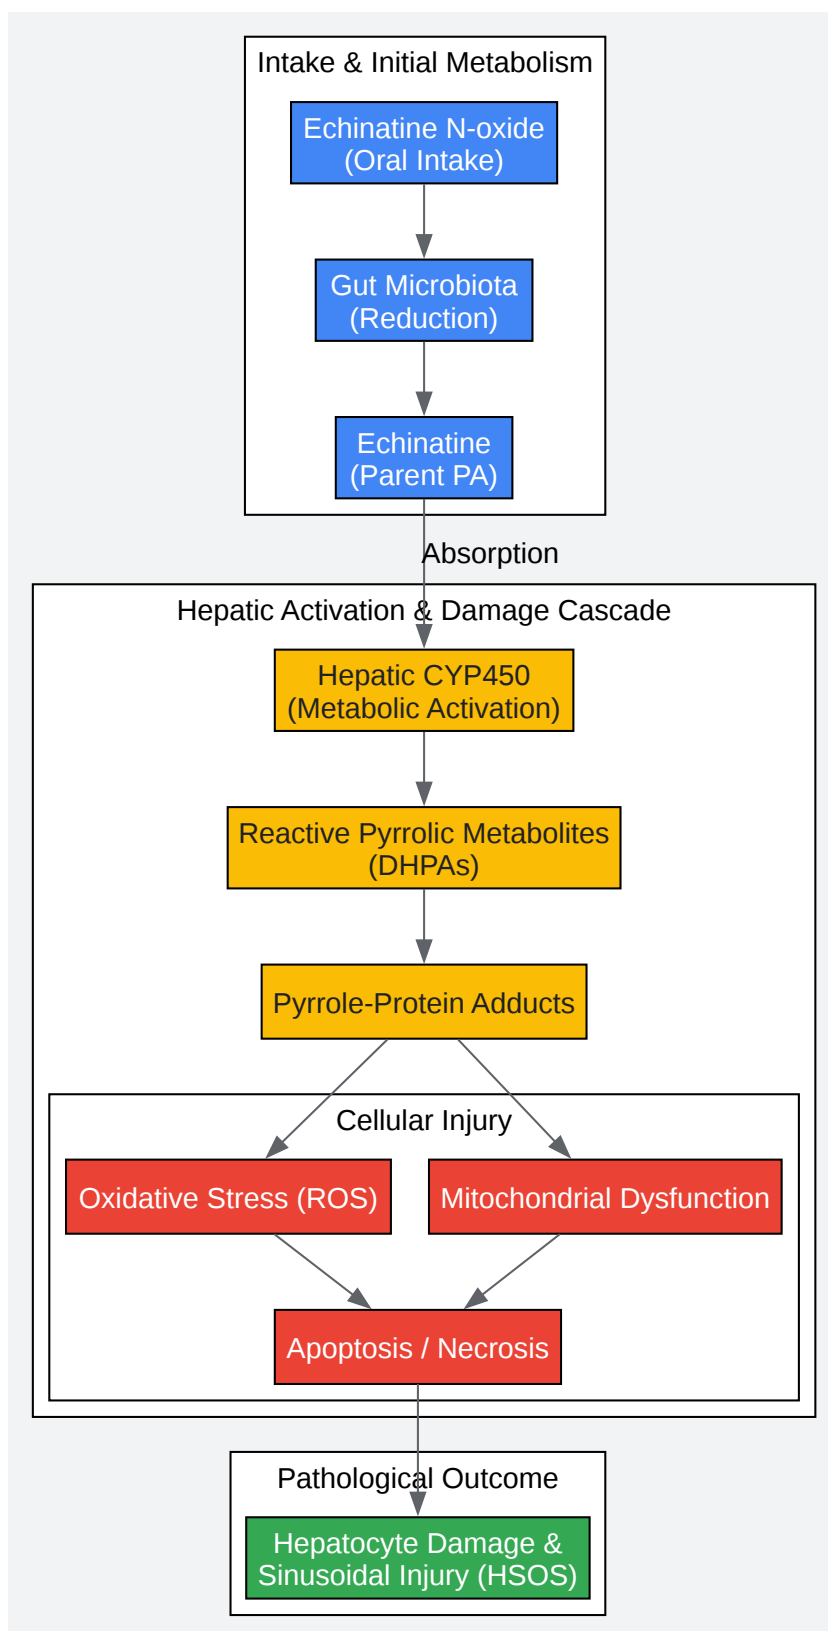 Intake & Initial Metabolism
Echinatine N-oxide
(Oral Intake)
Gut Microbiota
(Reduction)
Echinatine
(Parent PA)
Absorption
Hepatic Activation & Damage Cascade
Hepatic CYP450
(Metabolic Activation)
Reactive Pyrrolic Metabolites
(DHPAs)
Pyrrole-Protein Adducts
Cellular Injury
Oxidative Stress (ROS)
Mitochondrial Dysfunction
Apoptosis / Necrosis
Pathological Outcome
Hepatocyte Damage &
Sinusoidal Injury (HSOS)